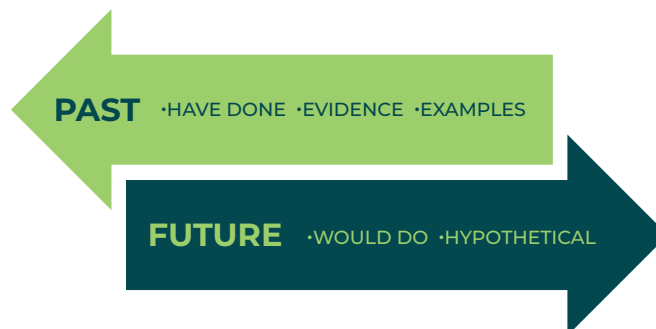 PAST •HAVE DONE •EVIDENCE •EXAMPLES
FUTURE •WOULD DO •HYPOTHETICAL